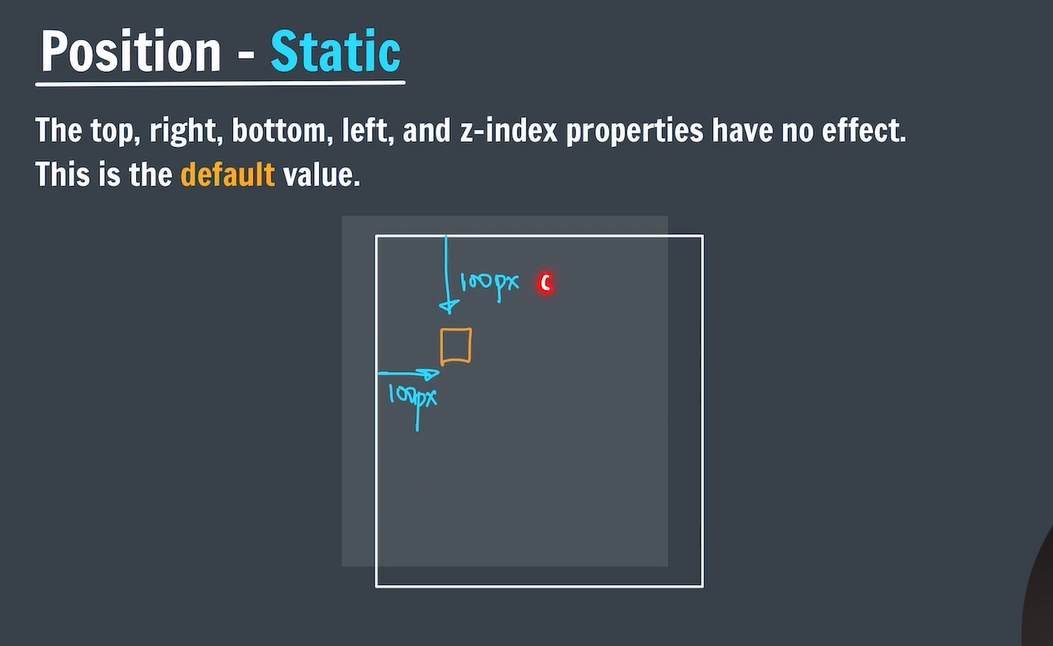 Position - Static
The top, right, bottom, left, and z-index properties have no effect.
This is the default value.
100px
100px